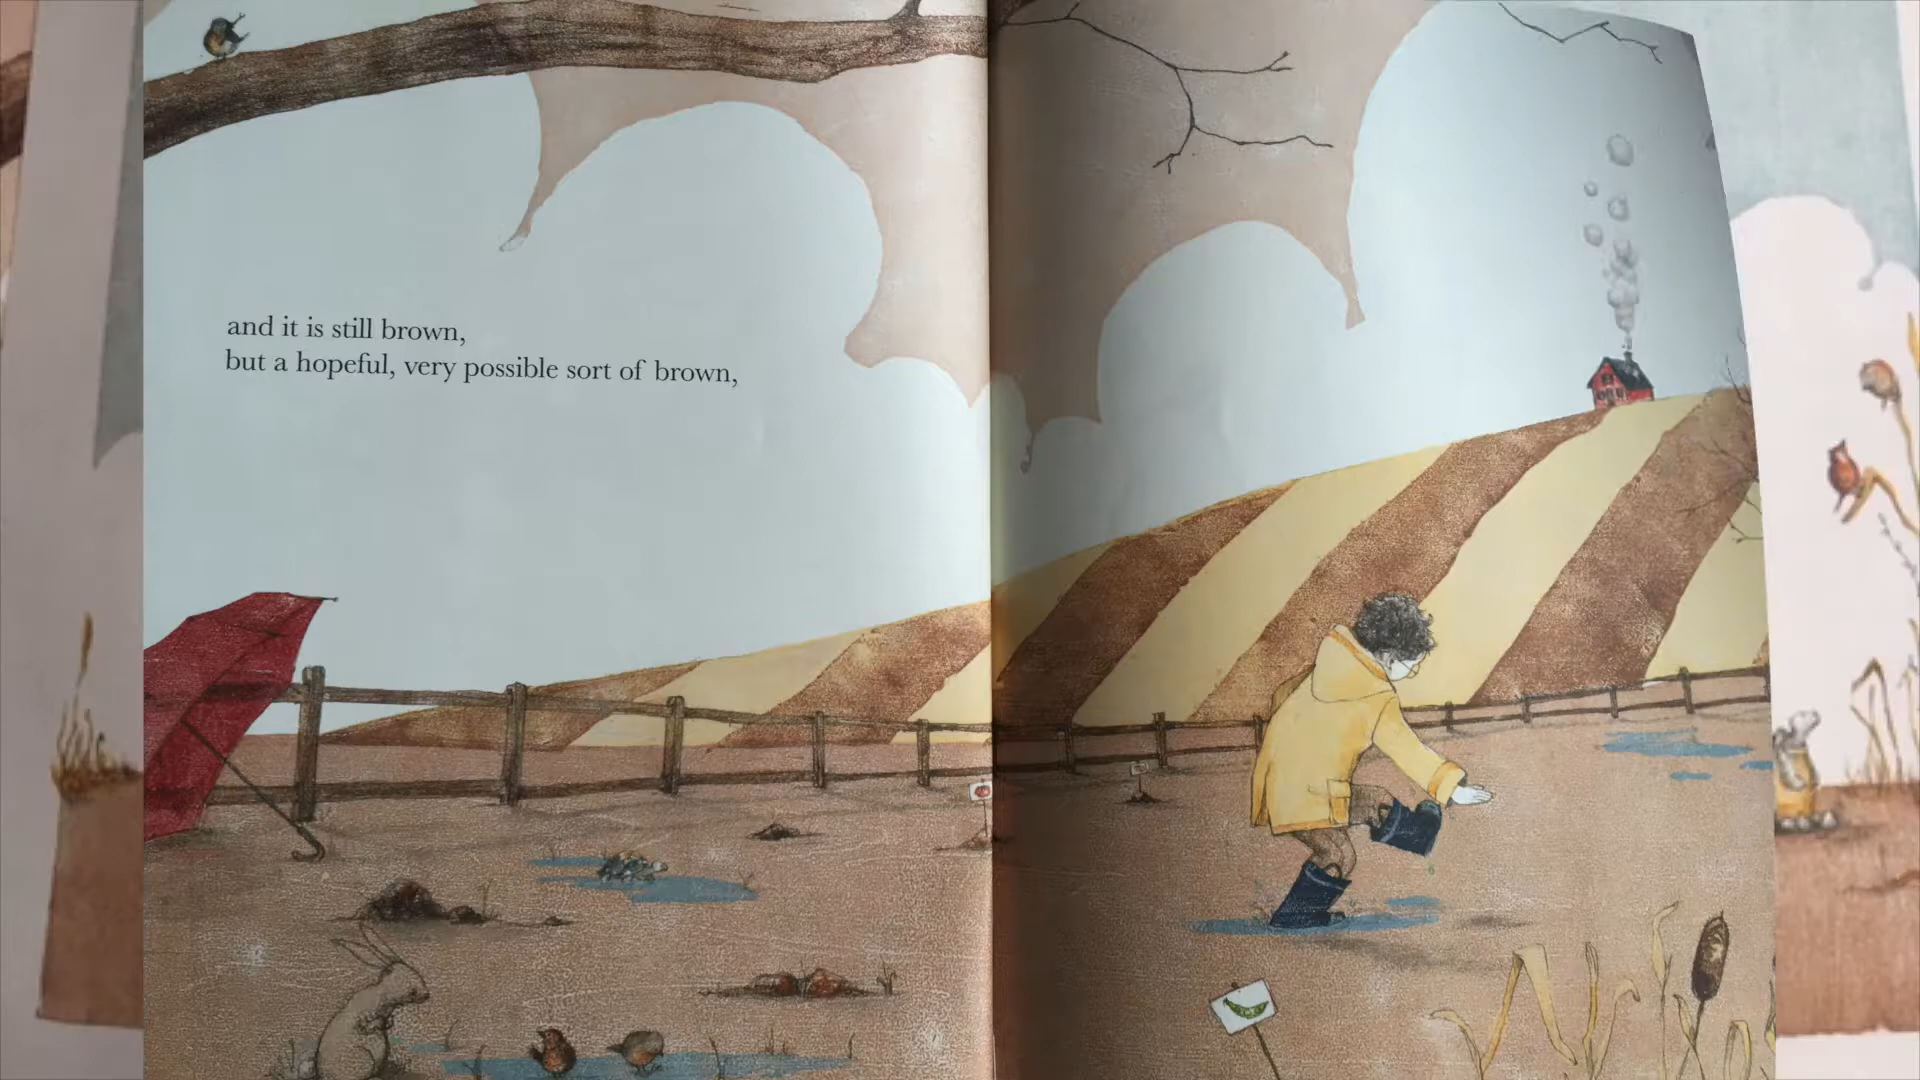 and it is still brown,
but a hopeful, very possible sort of brown,